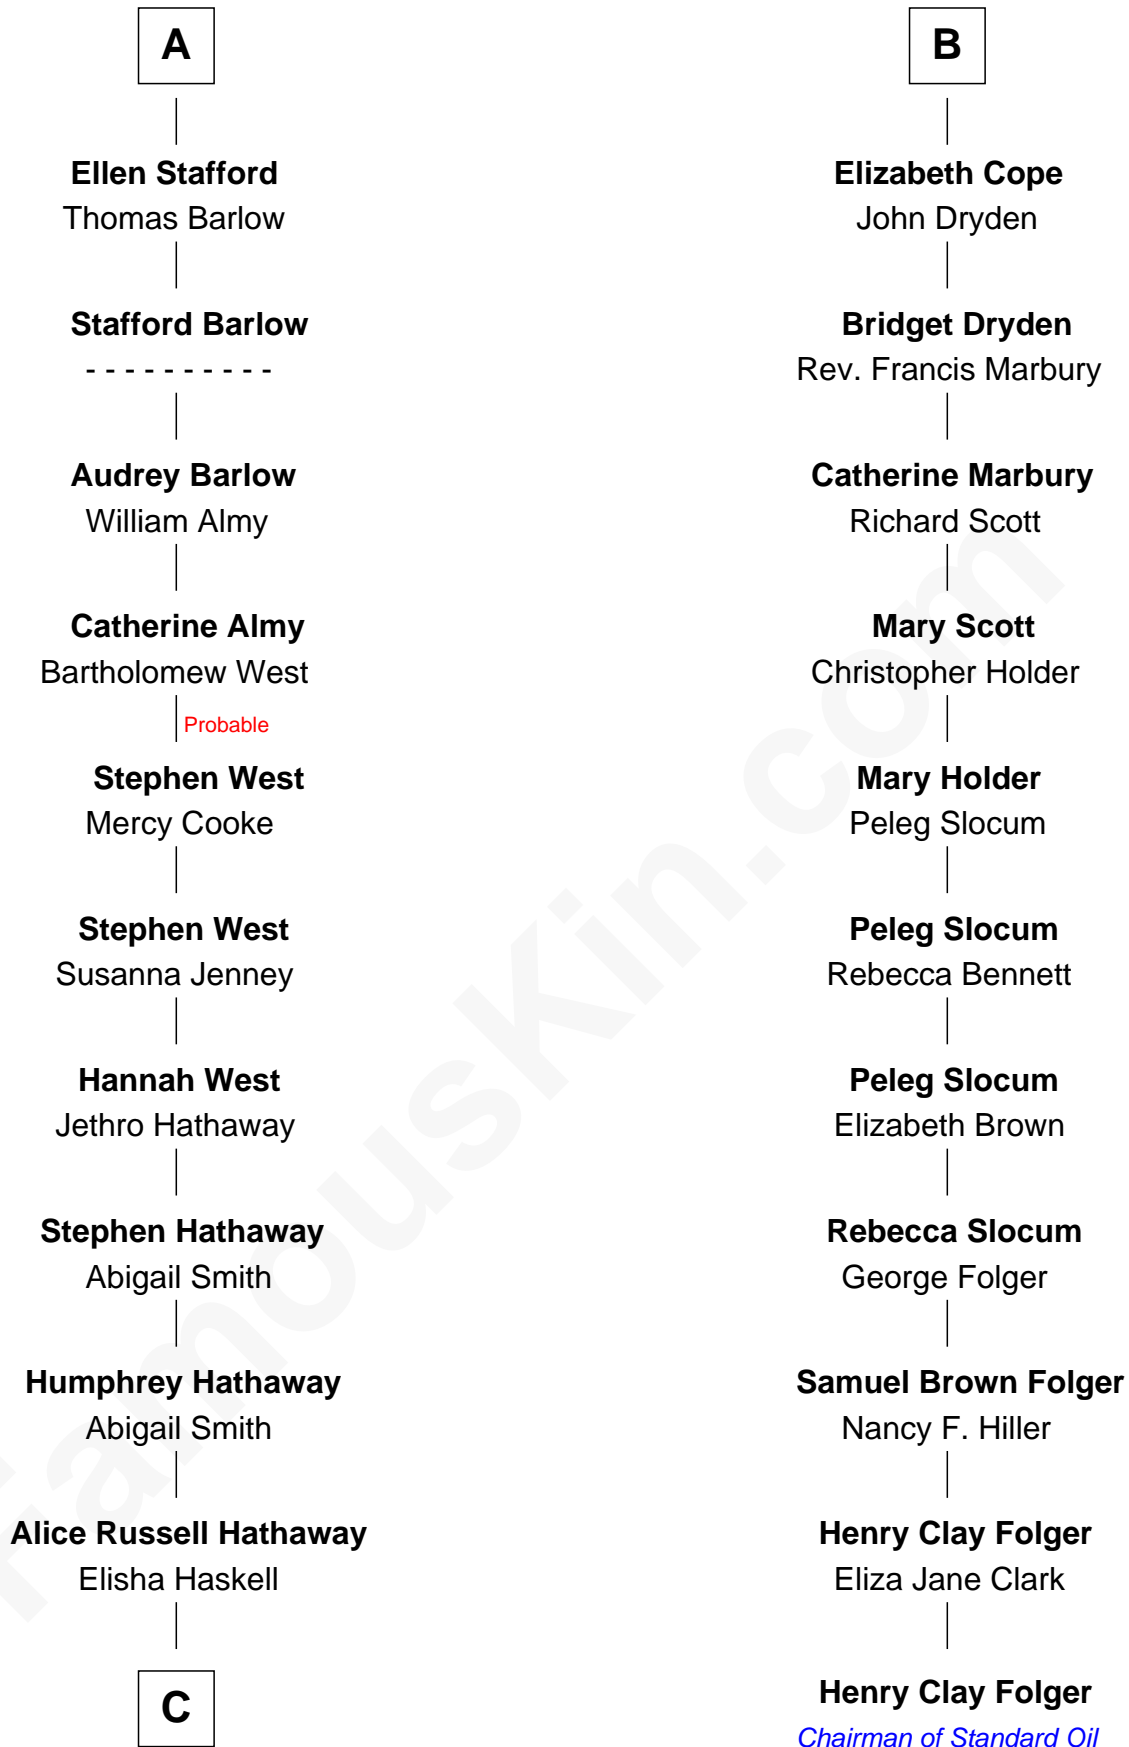 A
Ellen Stafford
Thomas Barlow
Stafford Barlow
- - - - - - - - - -
Audrey Barlow
William Almy
Catherine Almy
Bartholomew West
Probable
Stephen West
Mercy Cooke
Stephen West
Susanna Jenney
Hannah West
Jethro Hathaway
Stephen Hathaway
Abigail Smith
Humphrey Hathaway
Abigail Smith
Alice Russell Hathaway
Elisha Haskell
C
B
Elizabeth Cope
John Dryden
Bridget Dryden
Rev. Francis Marbury
Catherine Marbury
Richard Scott
Mary Scott
Christopher Holder
Mary Holder
Peleg Slocum
Peleg Slocum
Rebecca Bennett
Peleg Slocum
Elizabeth Brown
Rebecca Slocum
George Folger
Samuel Brown Folger
Nancy F. Hiller
Henry Clay Folger
Eliza Jane Clark
Henry Clay Folger
Chairman of Standard Oil
FamousKin.com